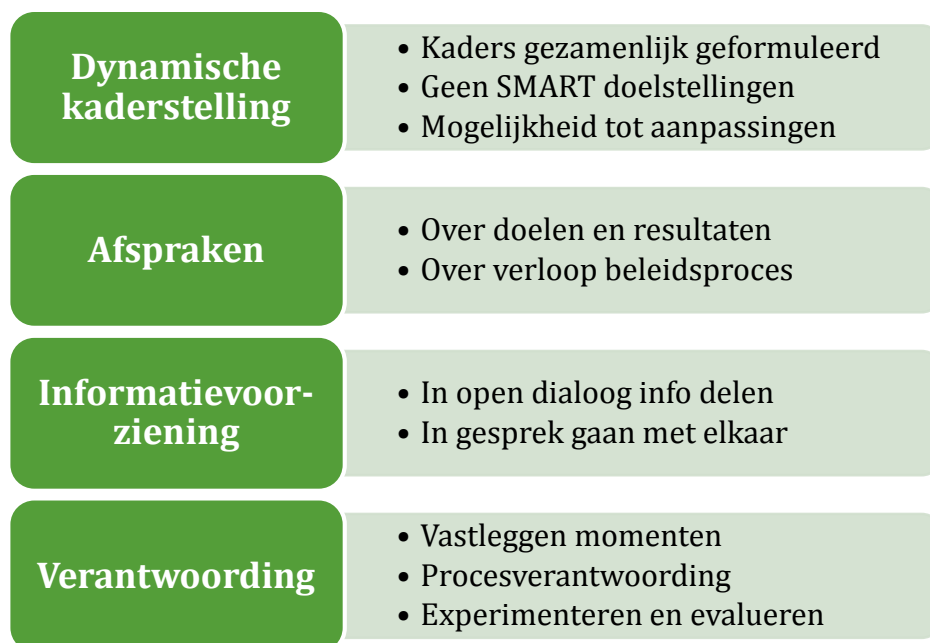 Dynamische
kaderstelling
• Kaders gezamenlijk geformuleerd
• Geen SMART doelstellingen
• Mogelijkheid tot aanpassingen
Afspraken
• Over doelen en resultaten
• Over verloop beleidsproces
Informatievoor-
ziening
• In open dialoog info delen
• In gesprek gaan met elkaar
Verantwoording
• Vastleggen momenten
• Procesverantwoording
• Experimenteren en evalueren